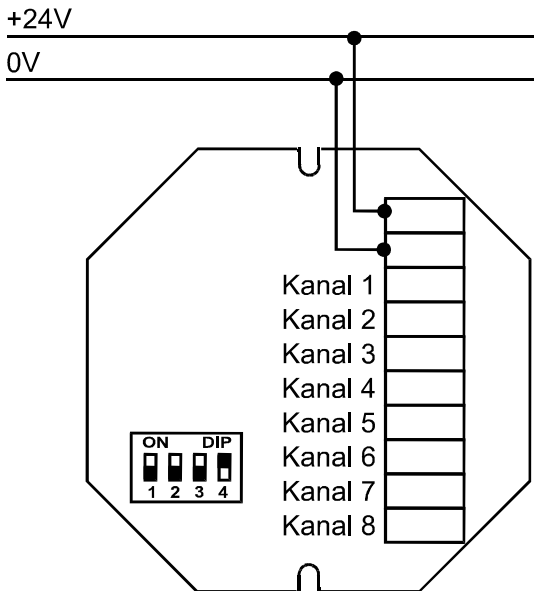 +24V
0V
Kanal 1
Kanal 2
Kanal 3
Kanal 4
Kanal 5
Kanal 6
Kanal 7
Kanal 8
ON DIP
1 2 3 4